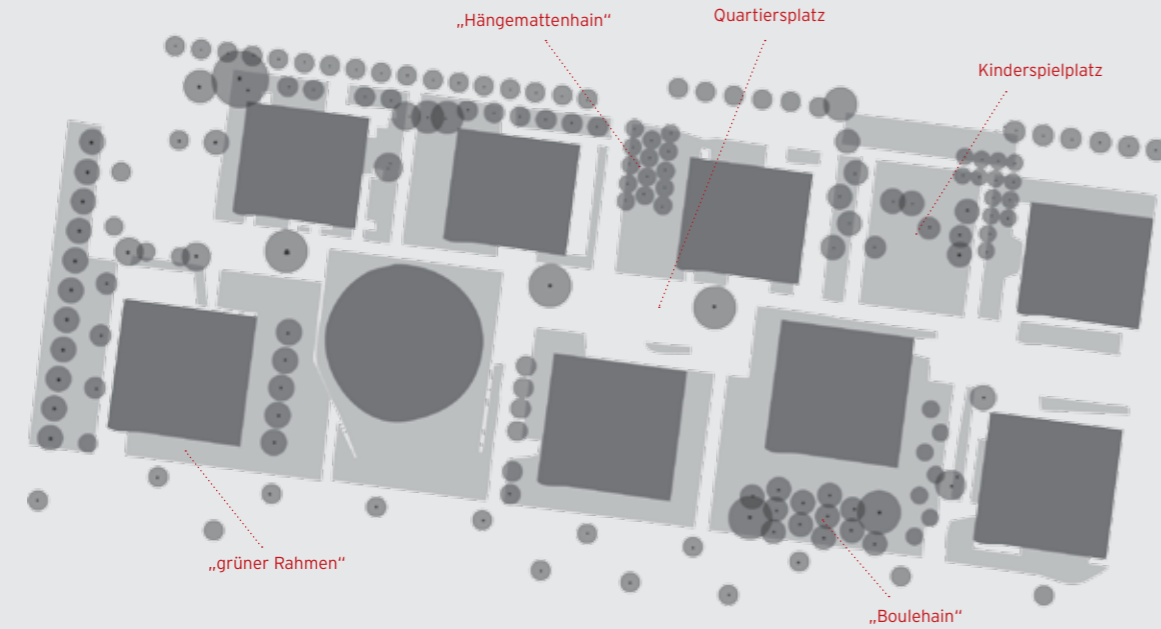 „Hängemattenhain“
Quartiersplatz
Kinderspielplatz
„grüner Rahmen“
„Boulehain“